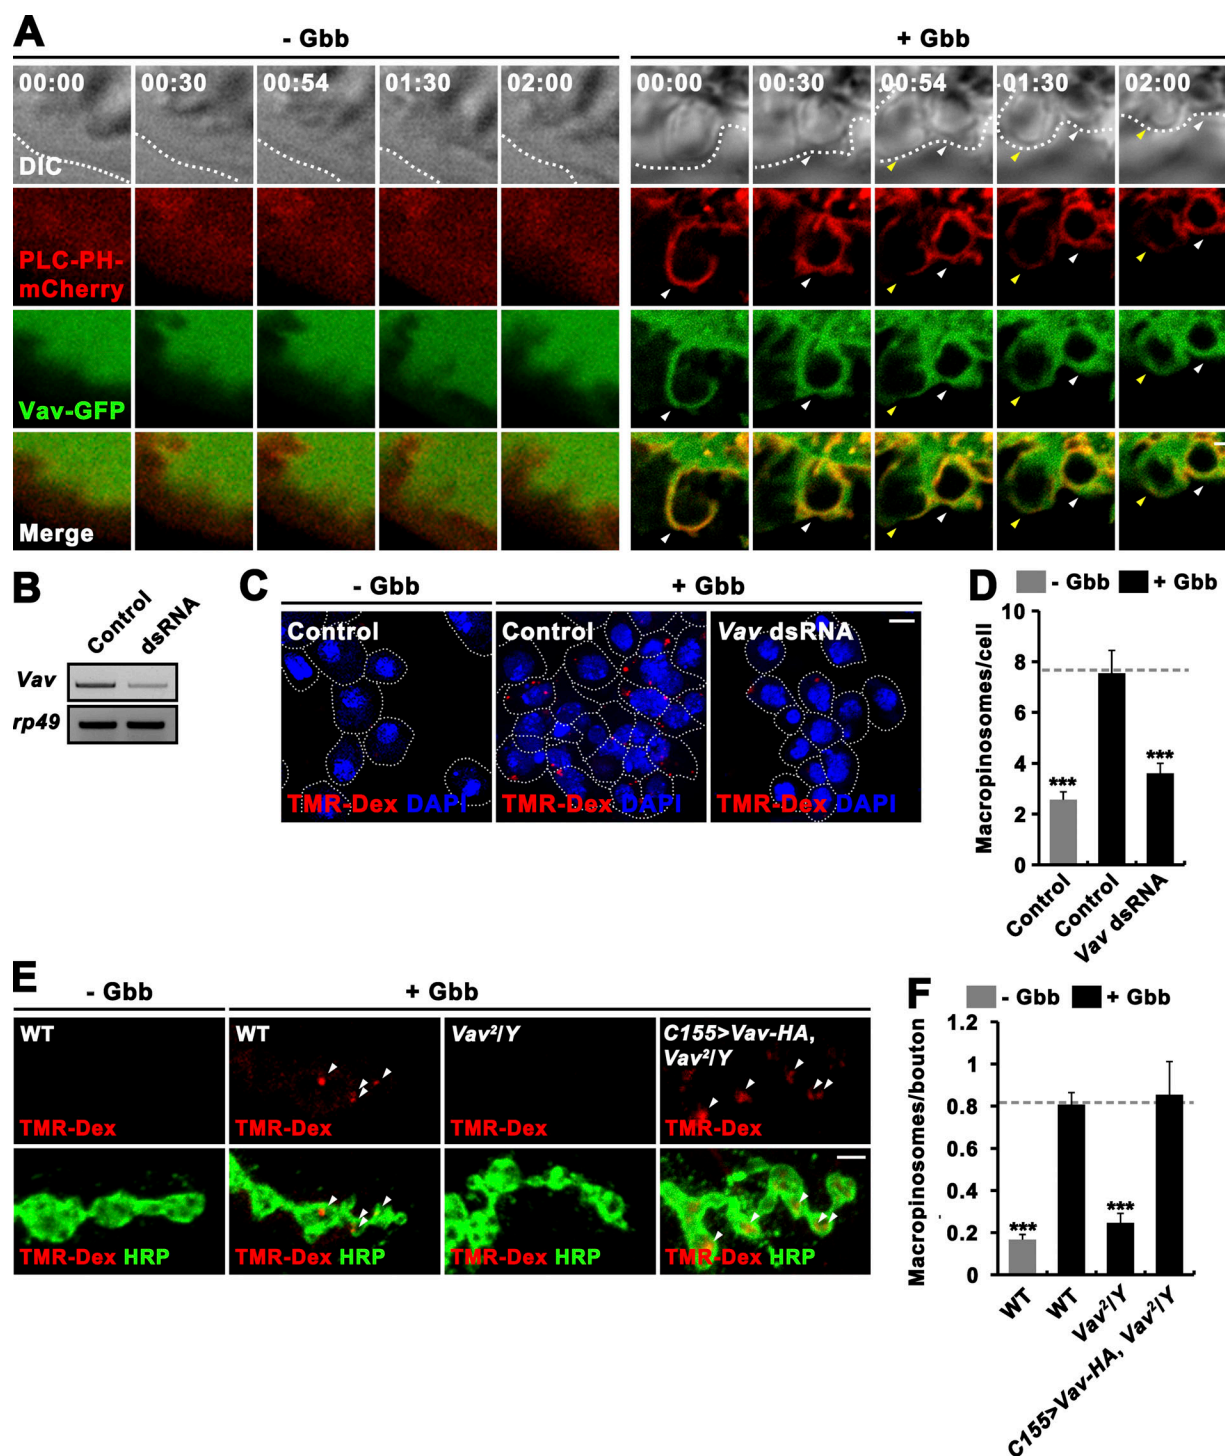 A
- Gbb
+ Gbb
00:00 00:30 00:54 01:30 02:00 00:00 00:30 00:54 01:30 02:00
DIC
PLC-PH-
mCherry
Vav-GFP
Merge
B
Control
dsRNA
Vav
rp49
C
- Gbb
+ Gbb
Control
Control
Vav dsRNA
TMR-Dex DAPI
TMR-Dex DAPI
TMR-Dex DAPI
D
- Gbb
+ Gbb
Macropinosomes/cell
10
8
6
4
2
0
***
***
Control
Control
Vav dsRNA
E
- Gbb
+ Gbb
WT
WT
Vav²/Y
C155>Vav-HA,
Vav²/Y
TMR-Dex
TMR-Dex
TMR-Dex
TMR-Dex
TMR-Dex HRP
TMR-Dex HRP
TMR-Dex HRP
TMR-Dex HRP
F
- Gbb
+ Gbb
Macropinosomes/bouton
1.2
1
0.8
0.6
0.4
0.2
0
***
***
WT
WT
Vav²/Y
C155>Vav-HA, Vav²/Y